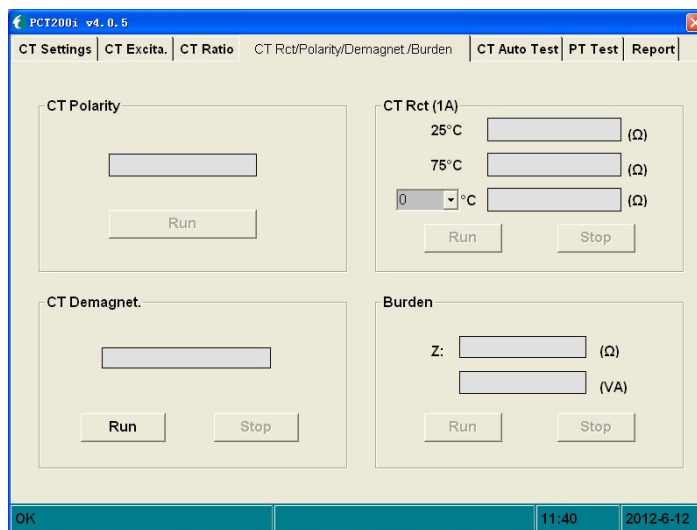 PCT200i v4.0.5
CT Settings CT Excita. CT Ratio CT Rct/Polarity/Demagnet./Burden CT Auto Test PT Test Report
CT Polarity
Run
CT Rct (1A)
25°C (Ω)
75°C (Ω)
0 °C (Ω)
Run Stop
CT Demagnet.
Run Stop
Burden
Z: (Ω)
(VA)
Run Stop
OK 11:40 2012-6-12